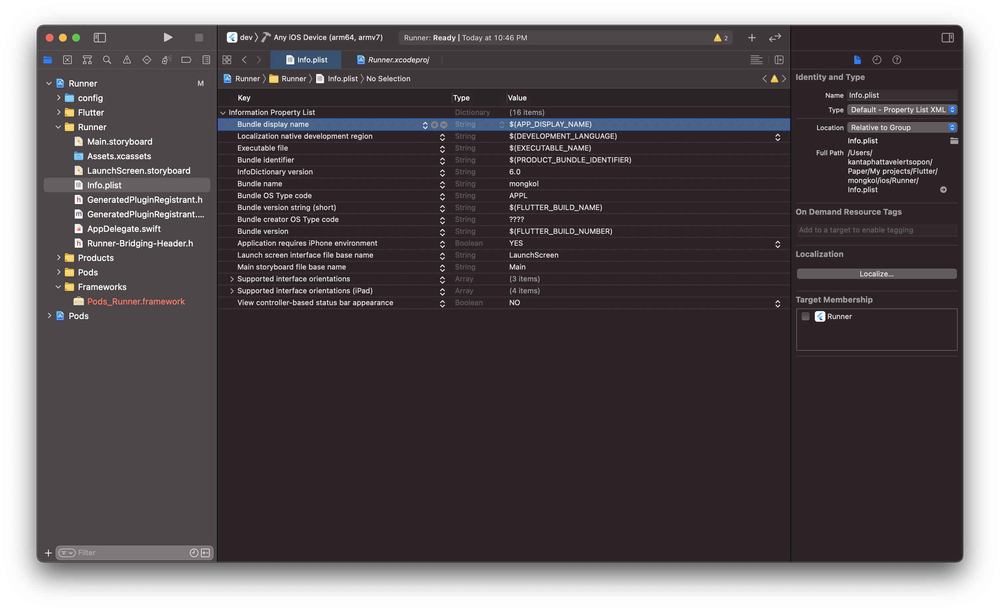 dev
Any iOS Device (arm64, armv7)
Runner: Ready | Today at 10:46 PM
2
Info.plist
Runner.xcodeproj
Runner
Runner
Info.plist
No Selection
Runner
M
config
Flutter
Runner
Main.storyboard
Assets.xcassets
LaunchScreen.storyboard
Info.plist
GeneratedPluginRegistrant.h
GeneratedPluginRegistrant....
AppDelegate.swift
Runner-Bridging-Header.h
Products
Pods
Frameworks
Pods_Runner.framework
Pods
Filter
Key Type Value
Information Property List Dictionary (16 items)
Bundle display name String $(APP_DISPLAY_NAME)
Localization native development region String $(DEVELOPMENT_LANGUAGE)
Executable file String $(EXECUTABLE_NAME)
Bundle identifier String $(PRODUCT_BUNDLE_IDENTIFIER)
InfoDictionary version String 6.0
Bundle name String mongkol
Bundle OS Type code String APPL
Bundle version string (short) String $(FLUTTER_BUILD_NAME)
Bundle creator OS Type code String ????
Bundle version String $(FLUTTER_BUILD_NUMBER)
Application requires iPhone environment Boolean YES
Launch screen interface file base name String LaunchScreen
Main storyboard file base name String Main
Supported interface orientations Array (3 items)
Supported interface orientations (iPad) Array (4 items)
View controller-based status bar appearance Boolean NO
Identity and Type
Name Info.plist
Type Default - Property List XML
Location Relative to Group
Info.plist
Full Path /Users/
kantaphattavelertsopon/
Paper/My projects/Flutter/
mongkol/ios/Runner/
Info.plist
On Demand Resource Tags
Add to a target to enable tagging
Localization
Localize...
Target Membership
Runner